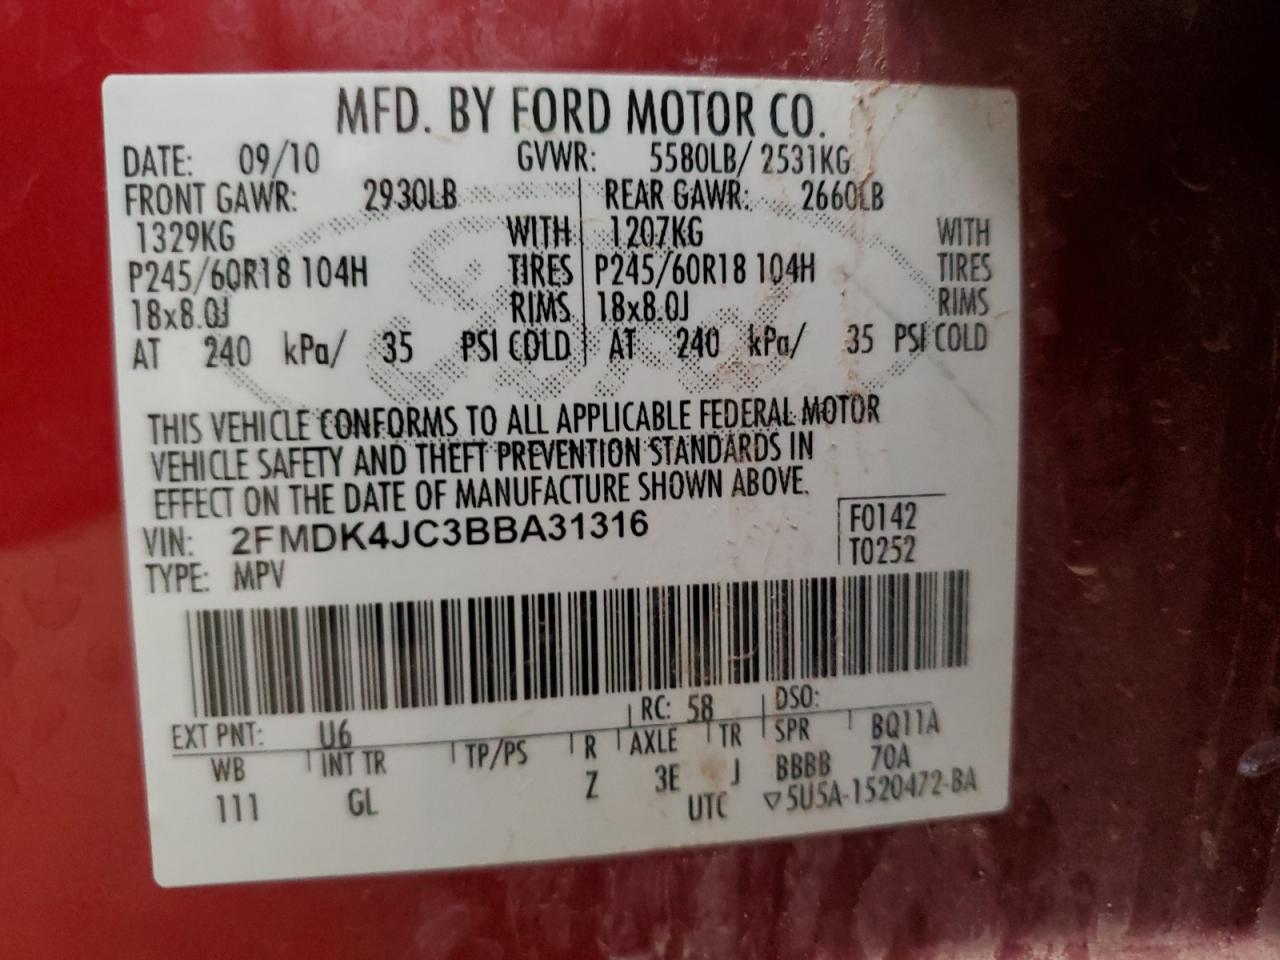 MFD. BY FORD MOTOR CO.
DATE: 09/10 GVWR: 5580LB/ 2531KG
FRONT GAWR: 2930LB REAR GAWR: 2660LB
1329KG WITH 1207KG WITH
P245/60R18 104H TIRES P245/60R18 104H TIRES
18x8.0J RIMS 18x8.0J RIMS
AT 240 kPa/ 35 PSI COLD AT 240 kPa/ 35 PSI COLD
THIS VEHICLE CONFORMS TO ALL APPLICABLE FEDERAL MOTOR
VEHICLE SAFETY AND THEFT PREVENTION STANDARDS IN
EFFECT ON THE DATE OF MANUFACTURE SHOWN ABOVE.
VIN: 2FMDK4JC3BBA31316 F0142
TYPE: MPV T0252
EXT PNT: U6 RC: 58 DSO:
WB INT TR TP/PS R AXLE TR SPR BQ11A
111 GL Z 3E J BBBB 70A
UTC ▽5U5A-1520472-BA